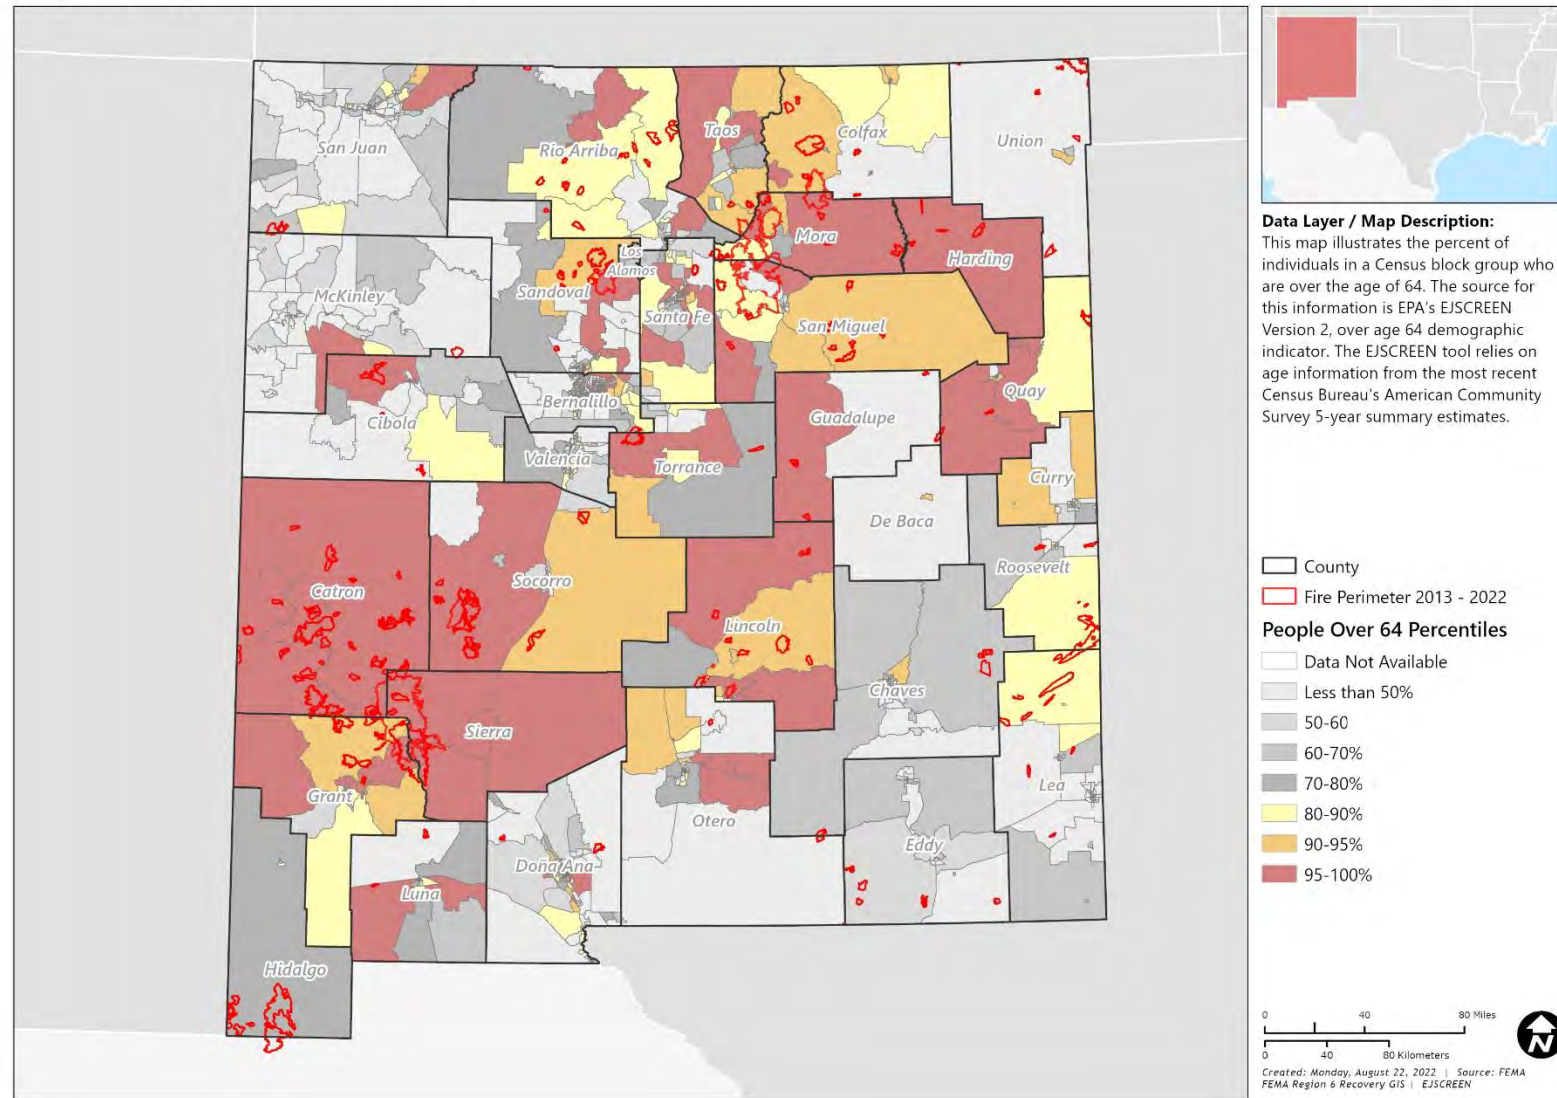 San Juan
Rio Arriba
Taos
Colfax
Union
Mora
Harding
Los
Alamos
McKinley
Sandoval
Santa Fe
San Miguel
Quay
Bernalillo
Guadalupe
Cibola
Valencia
Torrance
Curry
De Baca
Roosevelt
Catron
Socorro
Lincoln
Chaves
Sierra
Grant
Otero
Lea
Eddy
Doña Ana
Luna
Hidalgo
Data Layer / Map Description:
This map illustrates the percent of
individuals in a Census block group who
are over the age of 64. The source for
this information is EPA's EJSCREEN
Version 2, over age 64 demographic
indicator. The EJSCREEN tool relies on
age information from the most recent
Census Bureau's American Community
Survey 5-year summary estimates.
County
Fire Perimeter 2013 - 2022
People Over 64 Percentiles
Data Not Available
Less than 50%
50-60
60-70%
70-80%
80-90%
90-95%
95-100%
0 40 80 Miles
0 40 80 Kilometers
N
Created: Monday, August 22, 2022 | Source: FEMA
FEMA Region 6 Recovery GIS | EJSCREEN